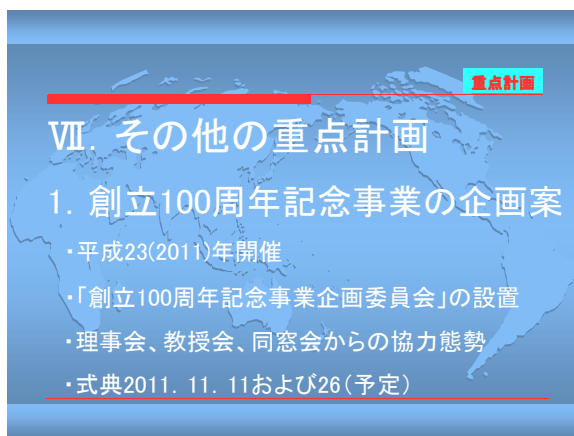 重点計画
Ⅶ．その他の重点計画
1．創立100周年記念事業の企画案
・平成23(2011)年開催
・「創立100周年記念事業企画委員会」の設置
・理事会、教授会、同窓会からの協力態勢
・式典2011．11．11および26（予定）